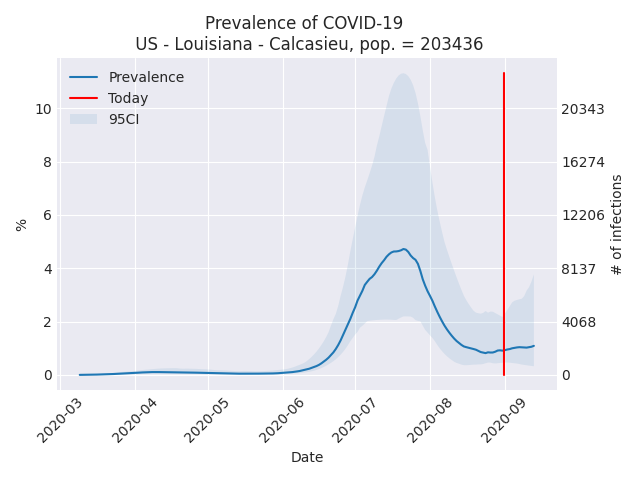 Prevalence of COVID-19
US - Louisiana - Calcasieu, pop. = 203436
Prevalence
Today
95CI
%
10
8
6
4
2
0
20343
16274
12206
8137
4068
0
# of infections
2020-03
2020-04
2020-05
2020-06
2020-07
2020-08
2020-09
Date